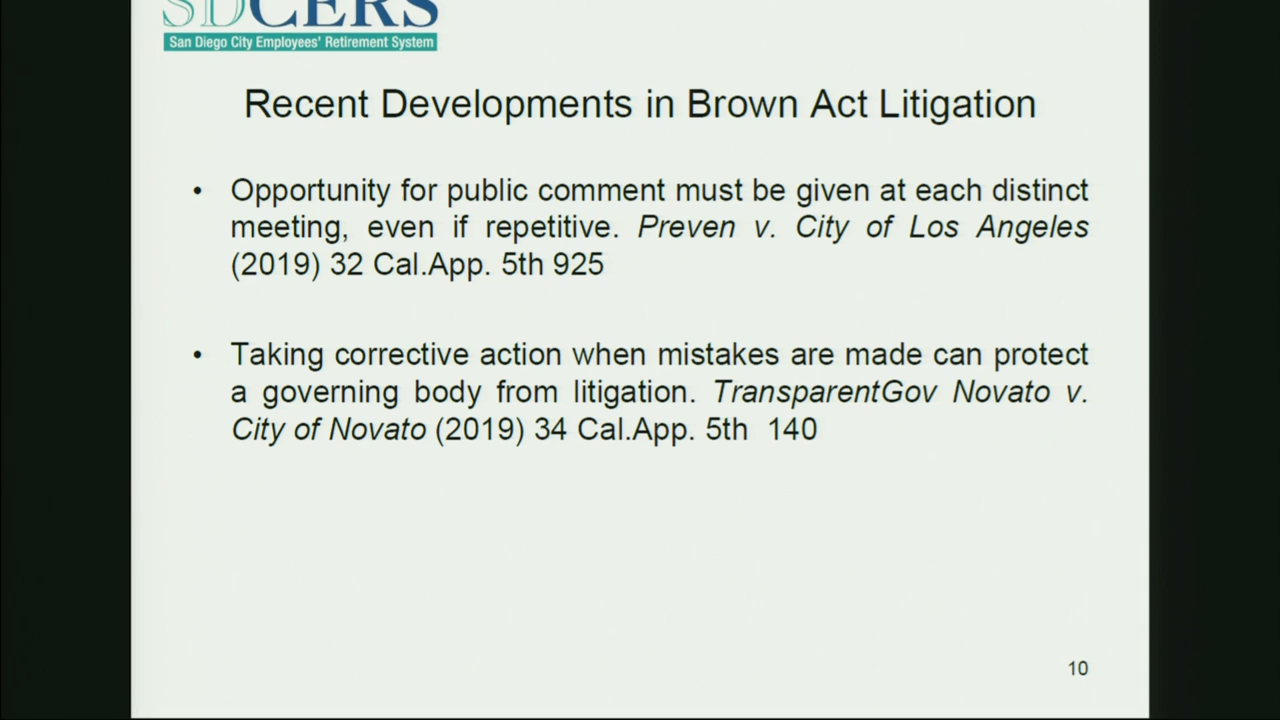 SDCERS
San Diego City Employees' Retirement System
Recent Developments in Brown Act Litigation
• Opportunity for public comment must be given at each distinct
meeting, even if repetitive. Preven v. City of Los Angeles
(2019) 32 Cal.App. 5th 925
• Taking corrective action when mistakes are made can protect
a governing body from litigation. TransparentGov Novato v.
City of Novato (2019) 34 Cal.App. 5th 140
10